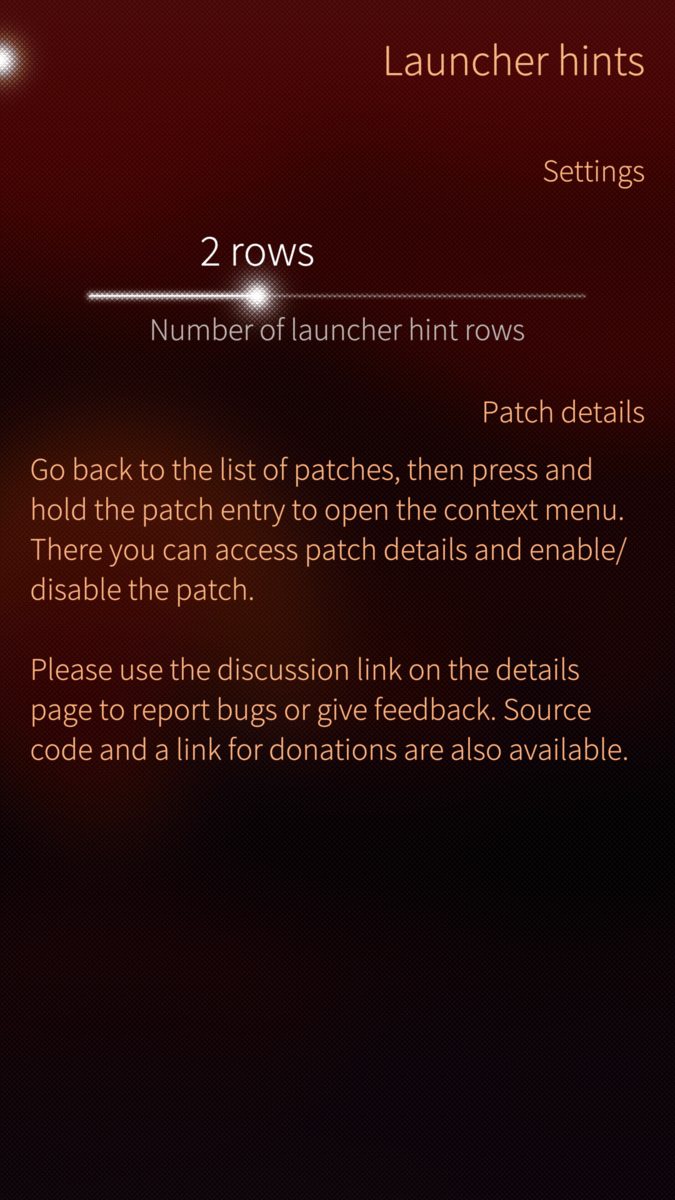 Launcher hints
Settings
2 rows
Number of launcher hint rows
Patch details
Go back to the list of patches, then press and
hold the patch entry to open the context menu.
There you can access patch details and enable/
disable the patch.
Please use the discussion link on the details
page to report bugs or give feedback. Source
code and a link for donations are also available.